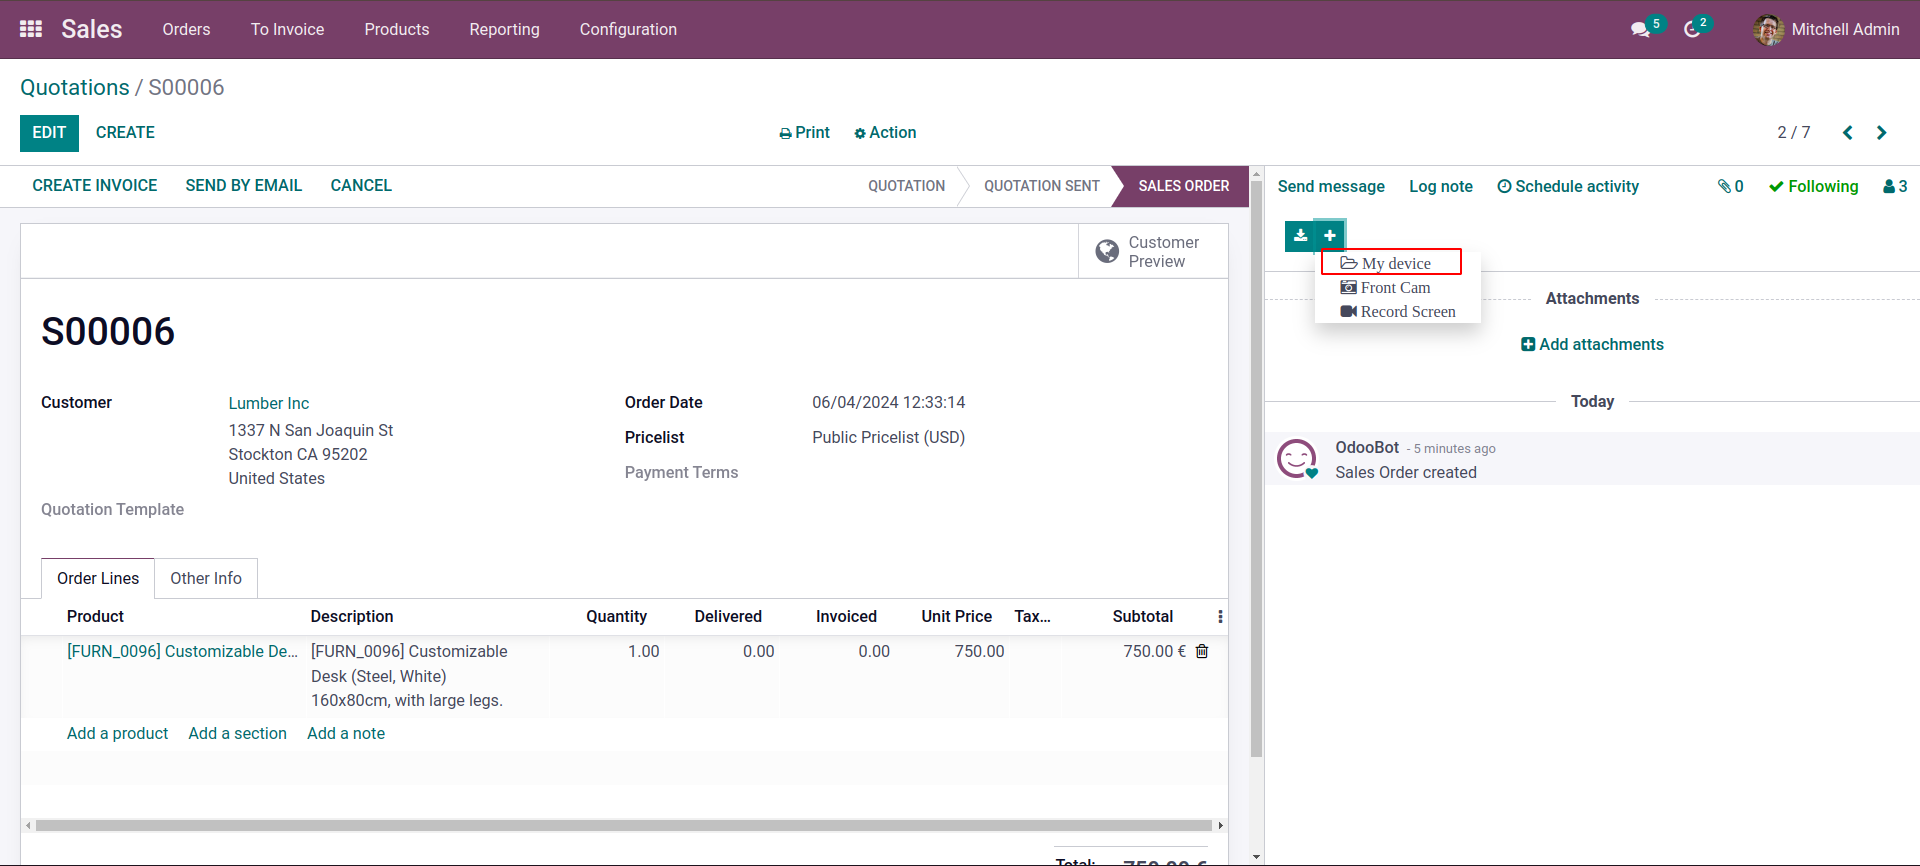 Sales Orders To Invoice Products Reporting Configuration 5 2 Mitchell Admin
Quotations / S00006
EDIT CREATE Print Action 2 / 7
CREATE INVOICE SEND BY EMAIL CANCEL QUOTATION QUOTATION SENT SALES ORDER
Send message Log note Schedule activity 0 Following 3
Customer
Preview
My device
Front Cam
Record Screen
Attachments
Add attachments
Today
OdooBot - 5 minutes ago
Sales Order created
S00006
Customer Lumber Inc
1337 N San Joaquin St
Stockton CA 95202
United States
Quotation Template
Order Date 06/04/2024 12:33:14
Pricelist Public Pricelist (USD)
Payment Terms
Order Lines Other Info
Product Description Quantity Delivered Invoiced Unit Price Tax... Subtotal
[FURN_0096] Customizable De... [FURN_0096] Customizable 1.00 0.00 0.00 750.00 750.00 €
Desk (Steel, White)
160x80cm, with large legs.
Add a product Add a section Add a note
Total: 750.00 €